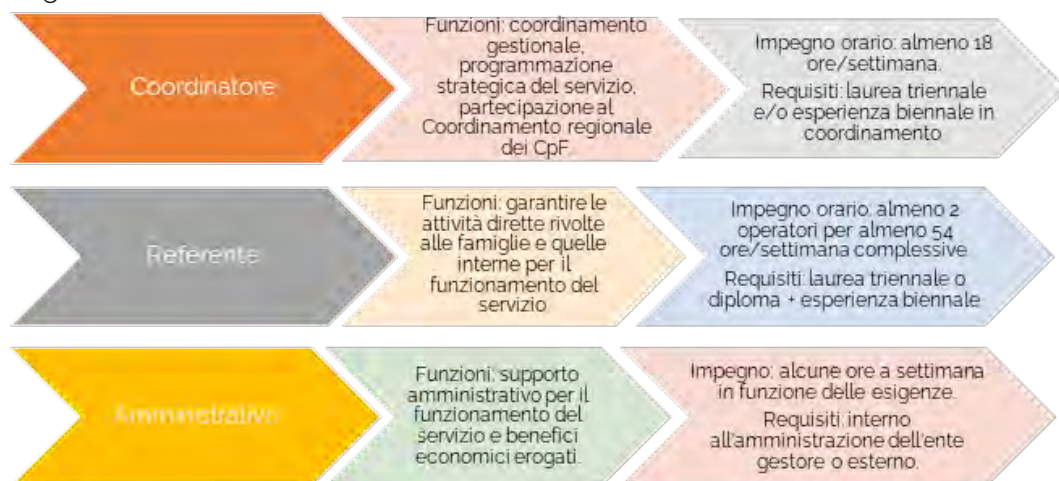 Coordinatore
Funzioni: coordinamento
gestionale,
programmazione
strategica del servizio,
partecipazione al
Coordinamento regionale
dei CpF.
Impegno orario: almeno 18
ore/settimana.
Requisiti: laurea triennale
e/o esperienza biennale in
coordinamento
Referente
Funzioni: garantire le
attività dirette rivolte
alle famiglie e quelle
interne per il
funzionamento del
servizio
Impegno orario: almeno 2
operatori per almeno 54
ore/settimana complessive
Requisiti: laurea triennale o
diploma + esperienza biennale
Amministrativo
Funzioni: supporto
amministrativo per il
funzionamento del
servizio e benefici
economici erogati.
Impegno: alcune ore a settimana
in funzione delle esigenze.
Requisiti: interno
all'amministrazione dell'ente
gestore o esterno.